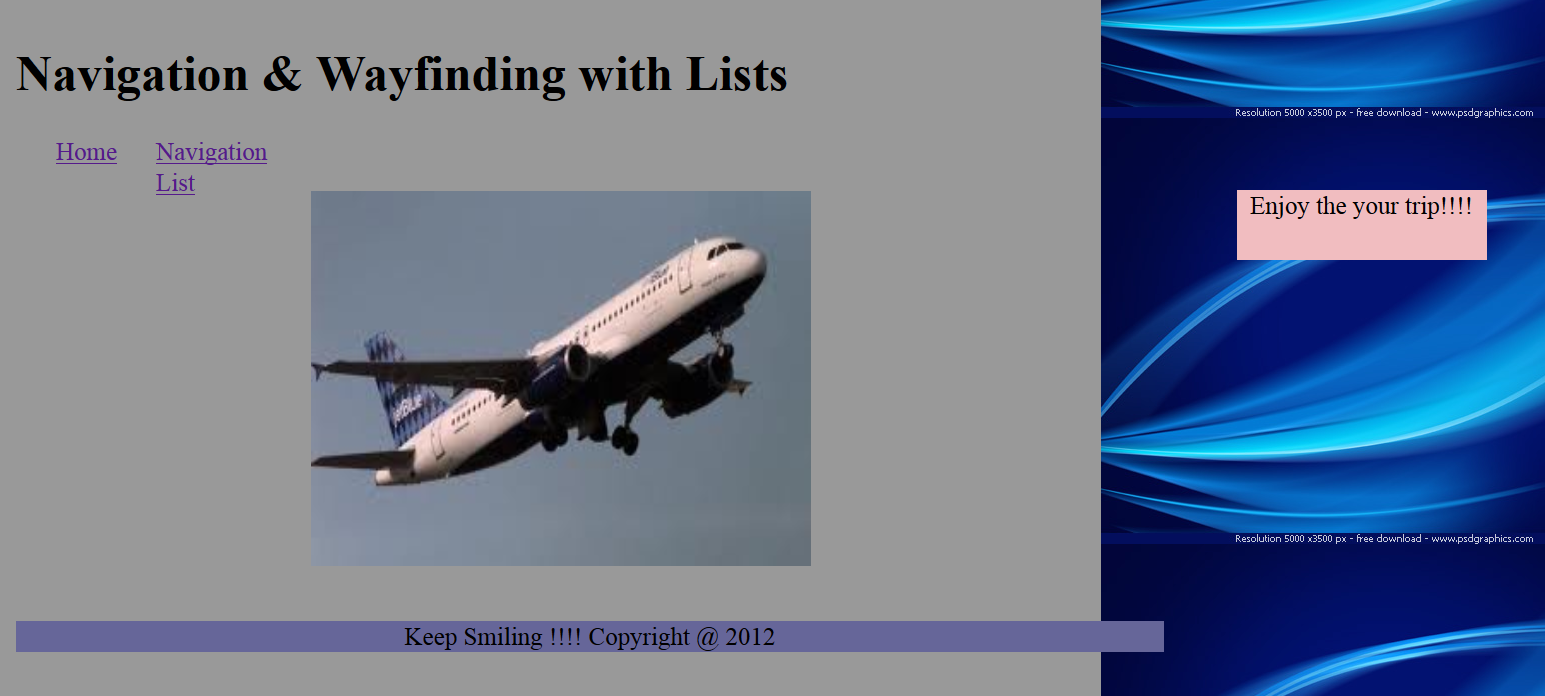 Navigation & Wayfinding with Lists
Resolution 5000 x3500 px - free download - www.psdgraphics.com
Home
Navigation
List
Enjoy the your trip!!!!
jetBlue
Resolution 5000 x3500 px - free download - www.psdgraphics.com
Keep Smiling !!!! Copyright @ 2012